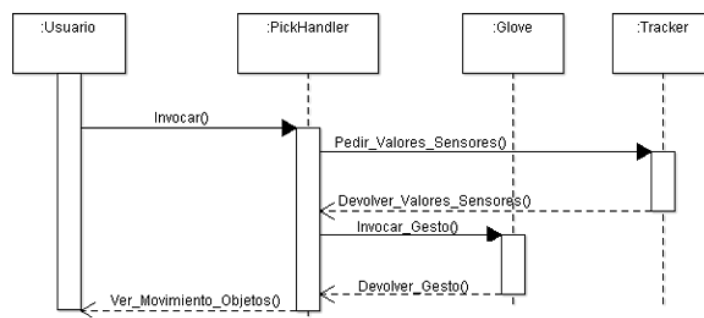 :Usuario
:PickHandler
:Glove
:Tracker
Invocar()
Pedir_Valores_Sensores()
Devolver_Valores_Sensores()
Invocar_Gesto()
Devolver_Gesto()
Ver_Movimiento_Objetos()